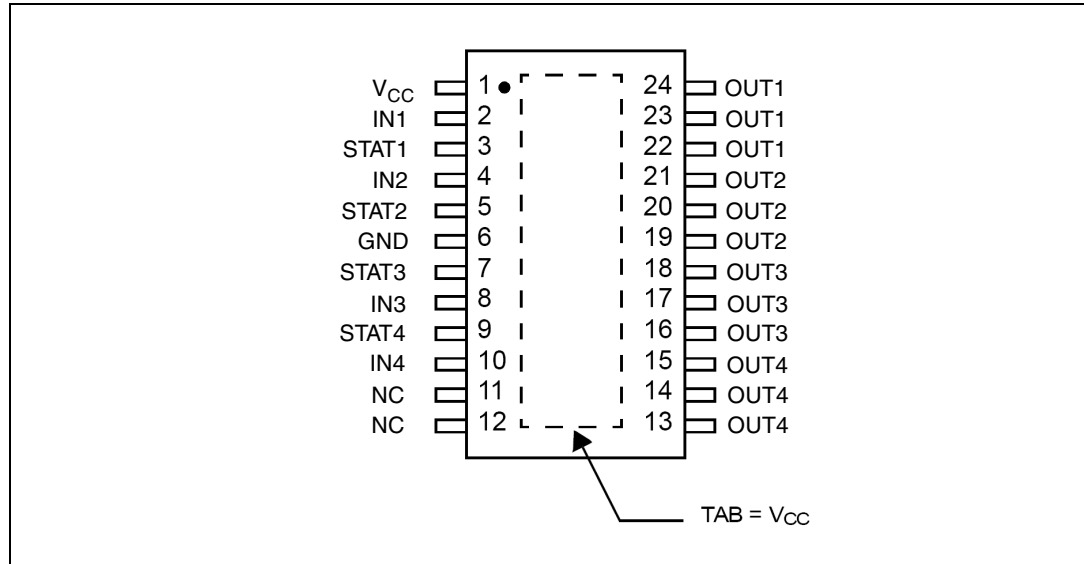 VCC 1 24 OUT1
IN1 2 23 OUT1
STAT1 3 22 OUT1
IN2 4 21 OUT2
STAT2 5 20 OUT2
GND 6 19 OUT2
STAT3 7 18 OUT3
IN3 8 17 OUT3
STAT4 9 16 OUT3
IN4 10 15 OUT4
NC 11 14 OUT4
NC 12 13 OUT4
TAB = VCC